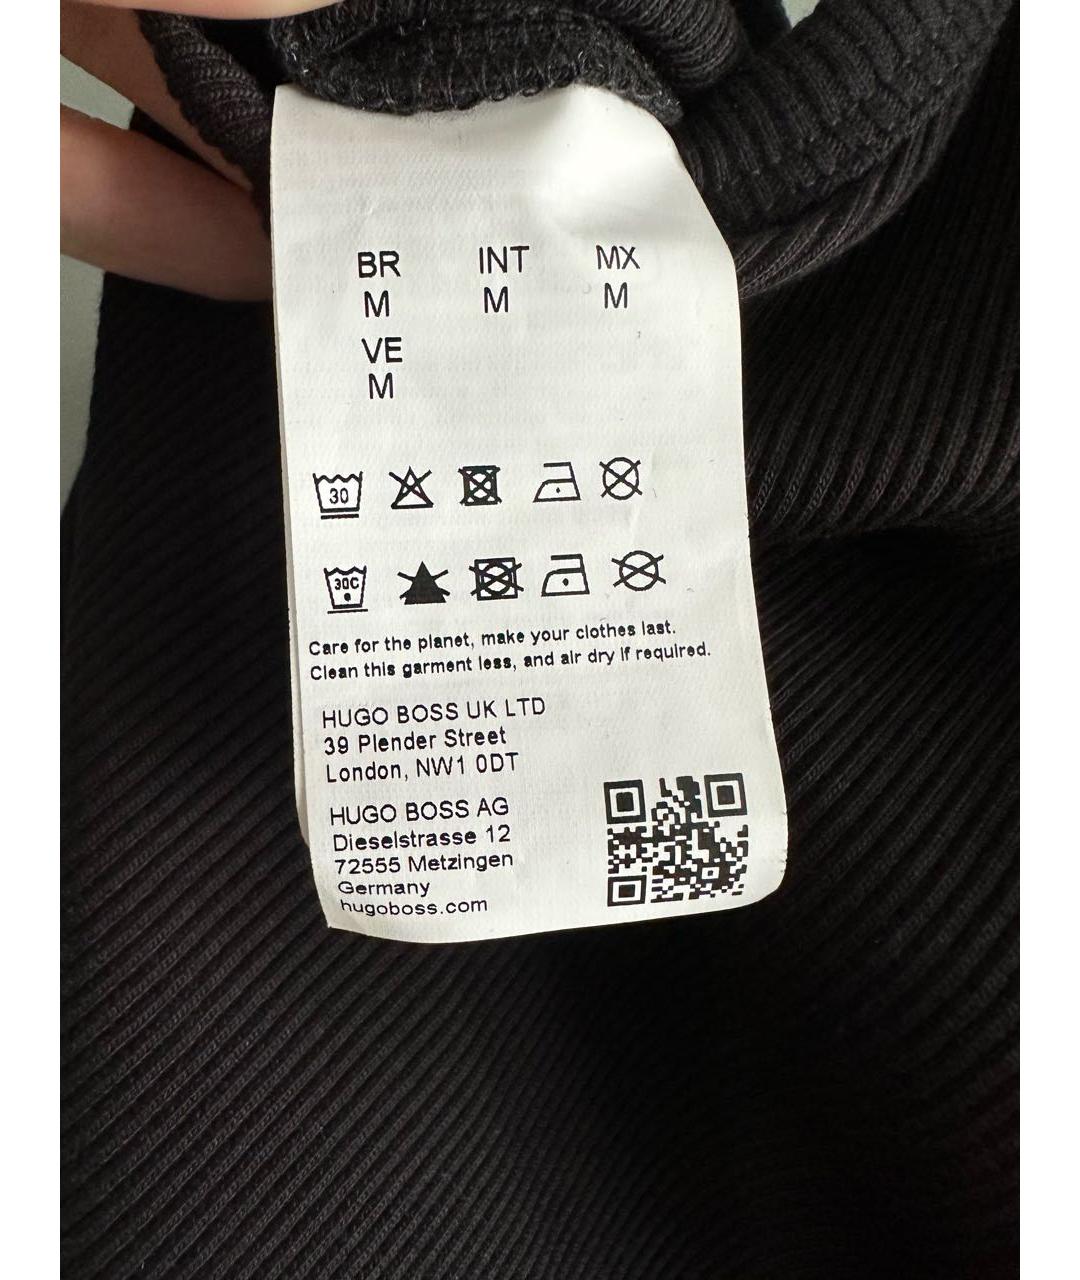 BR INT MX
M M M
VE
M
30
30C
Care for the planet, make your clothes last.
Clean this garment less, and air dry if required.
HUGO BOSS UK LTD
39 Plender Street
London, NW1 0DT
HUGO BOSS AG
Dieselstrasse 12
72555 Metzingen
Germany
hugoboss.com